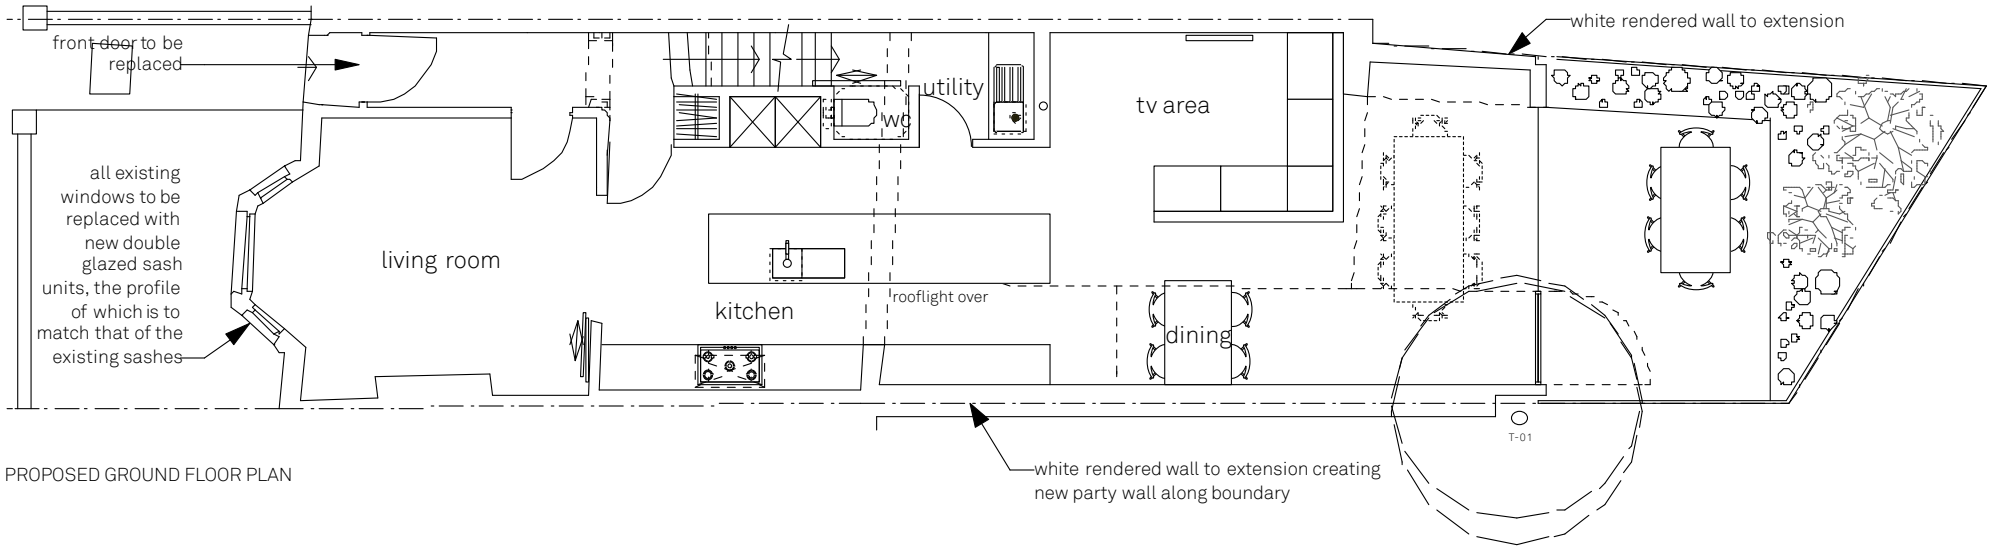 white rendered wall to extension
front door to be
replaced
utility
wc
tv area
all existing
windows to be
replaced with
new double
glazed sash
units, the profile
of which is to
match that of the
existing sashes
living room
kitchen
rooflight over
dining
T-01
PROPOSED GROUND FLOOR PLAN
white rendered wall to extension creating
new party wall along boundary